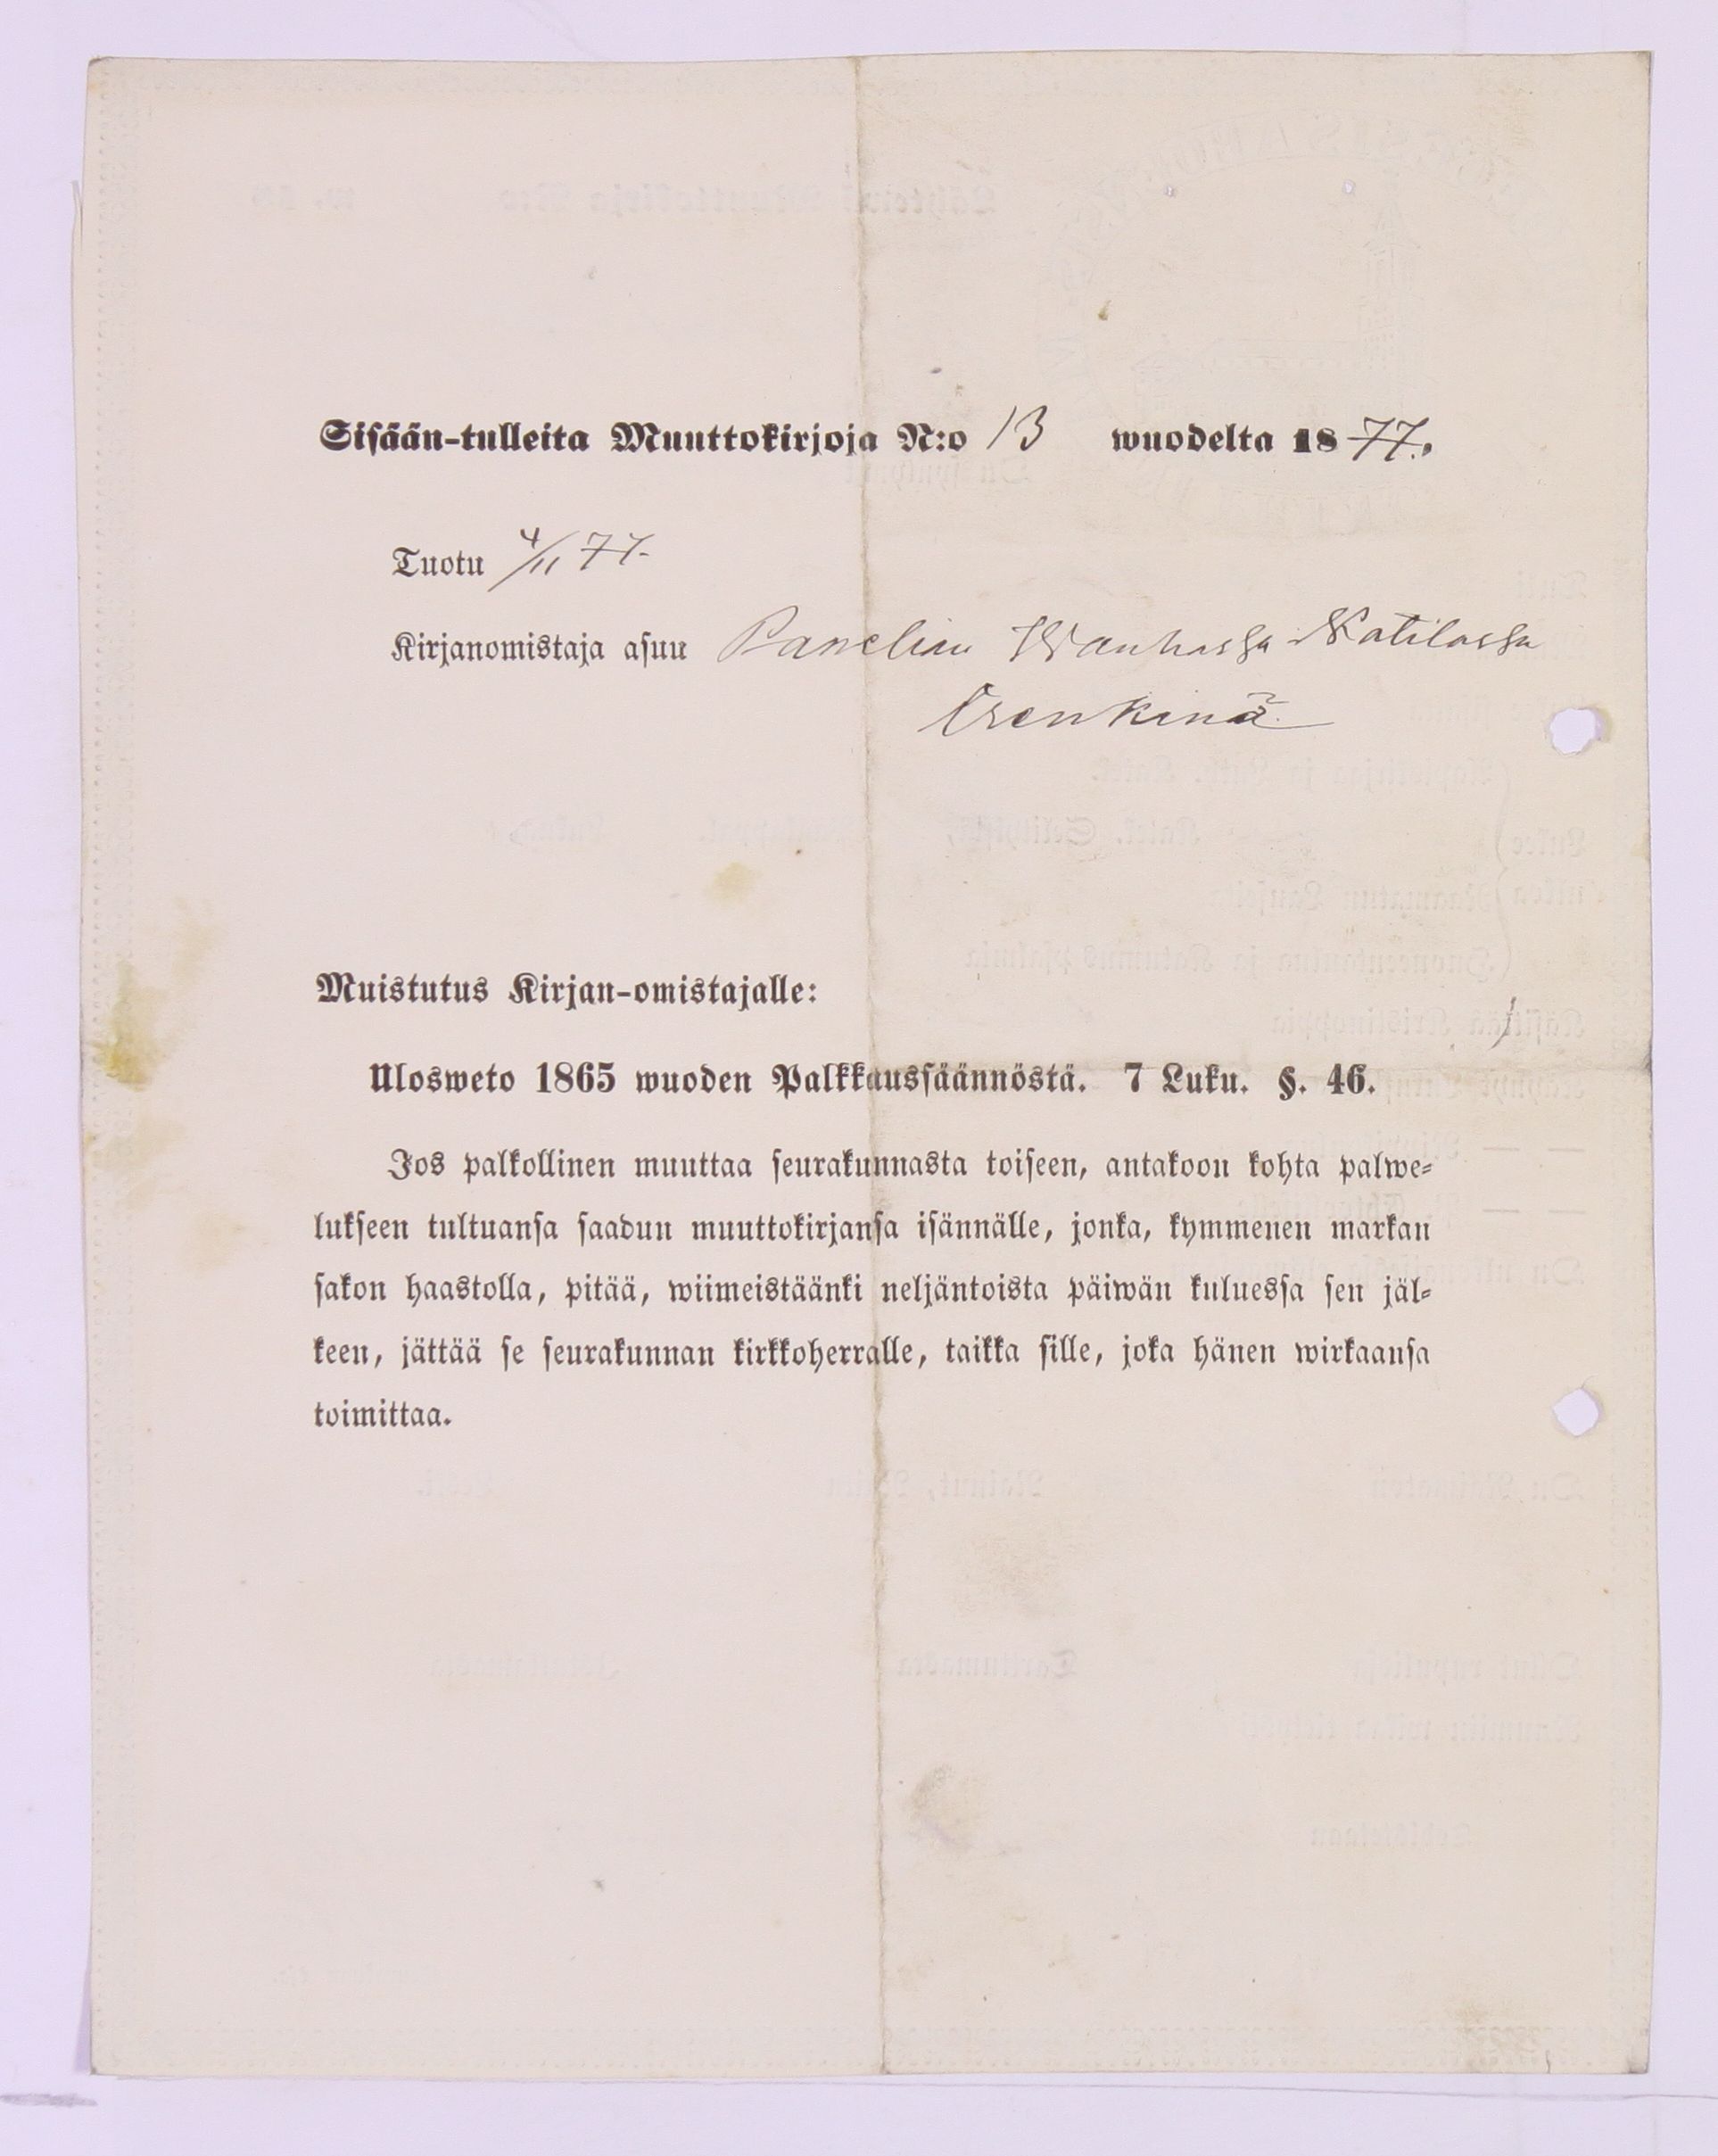 Sisään-tulleita Muuttokirjoja N:o 13 wuodelta 1877.
Tuotu 4/11 77.
Kirjanomistaja asuu Panelian Wanhassa Natilassa
Orenkinä
Muistutus Kirjan-omistajalle:
Ulosweto 1865 wuoden Palkkaussäännöstä. 7 Luku. §. 46.
Jos palkollinen muuttaa seurakunnasta toiseen, antakoon kohta palwe-
lukseen tultuansa saadun muuttokirjansa isännälle, jonka, kymmenen markan
sakon haastolla, pitää, wiimeistäänki neljäntoista päiwän kuluessa sen jäl-
keen, jättää se seurakunnan kirkkoherralle, taikka sille, joka hänen wirkaansa
toimittaa.